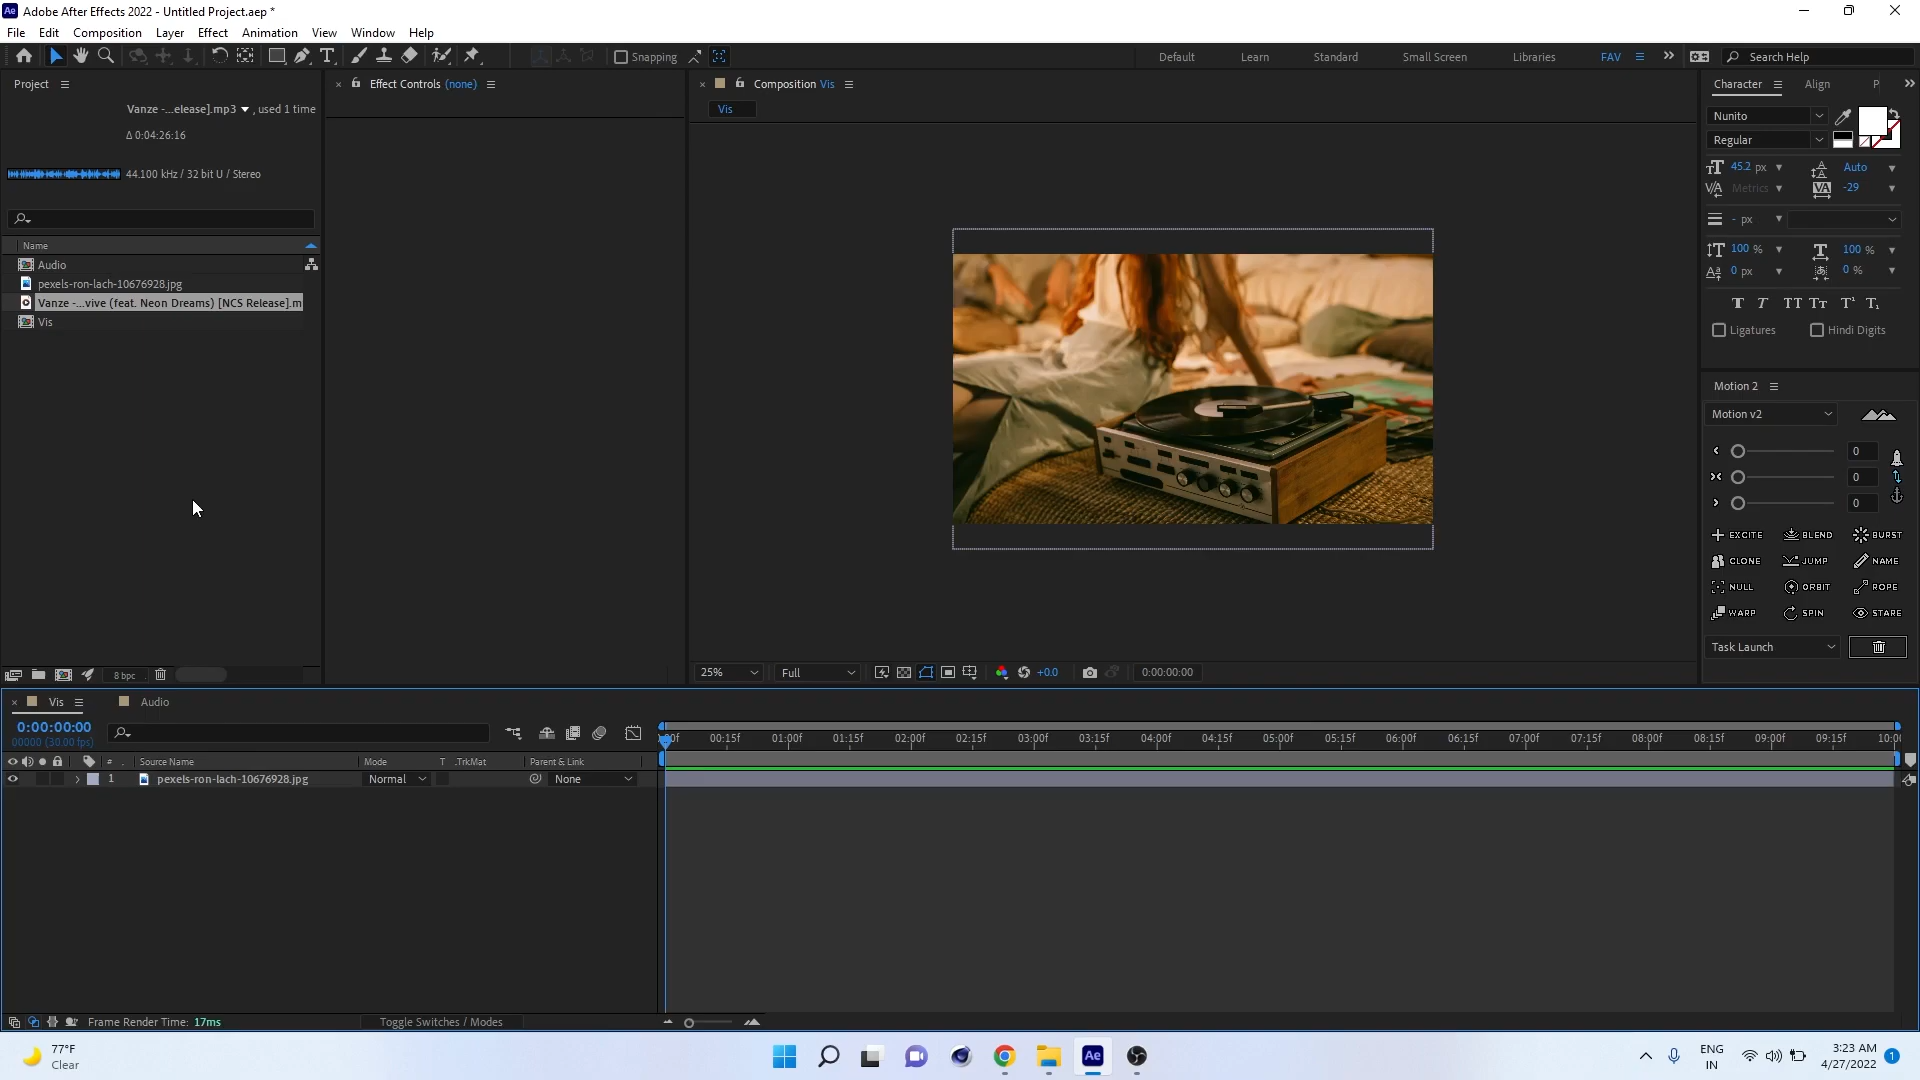 Adobe After Effects 2022 - Untitled Project.aep *
File Edit Composition Layer Effect Animation View Window Help
Snapping
Default Learn Standard Small Screen Libraries FAV
Search Help
Project
Vanze -...elease].mp3 , used 1 time
Δ 0:04:26:16
44.100 kHz / 32 bit U / Stereo
Name
Audio
pexels-ron-lach-10676928.jpg
Vanze -...vive (feat. Neon Dreams) [NCS Release].m
Vis
8 bpc
Effect Controls (none)
Composition Vis
Vis
25% Full +0.0 0:00:00:00
Character Align P
Nunito
Regular
45.2 px Auto
Metrics -29
- px
100 % 100 %
0 px 0 %
T T TT Tt T¹ T₁
Ligatures Hindi Digits
Motion 2
Motion v2
0
0
0
EXCITE BLEND BURST
CLONE JUMP NAME
NULL ORBIT ROPE
WARP SPIN STARE
Task Launch
Vis Audio
0:00:00:00
00000 (30.00 fps)
00f 00:15f 01:00f 01:15f 02:00f 02:15f 03:00f 03:15f 04:00f 04:15f 05:00f 05:15f 06:00f 06:15f 07:00f 07:15f 08:00f 08:15f 09:00f 09:15f 10:00
# Source Name Mode T .TrkMat Parent & Link
1 pexels-ron-lach-10676928.jpg Normal None
Frame Render Time: 17ms Toggle Switches / Modes
77°F
Clear
Ae
ENG
IN
3:23 AM
4/27/2022
1